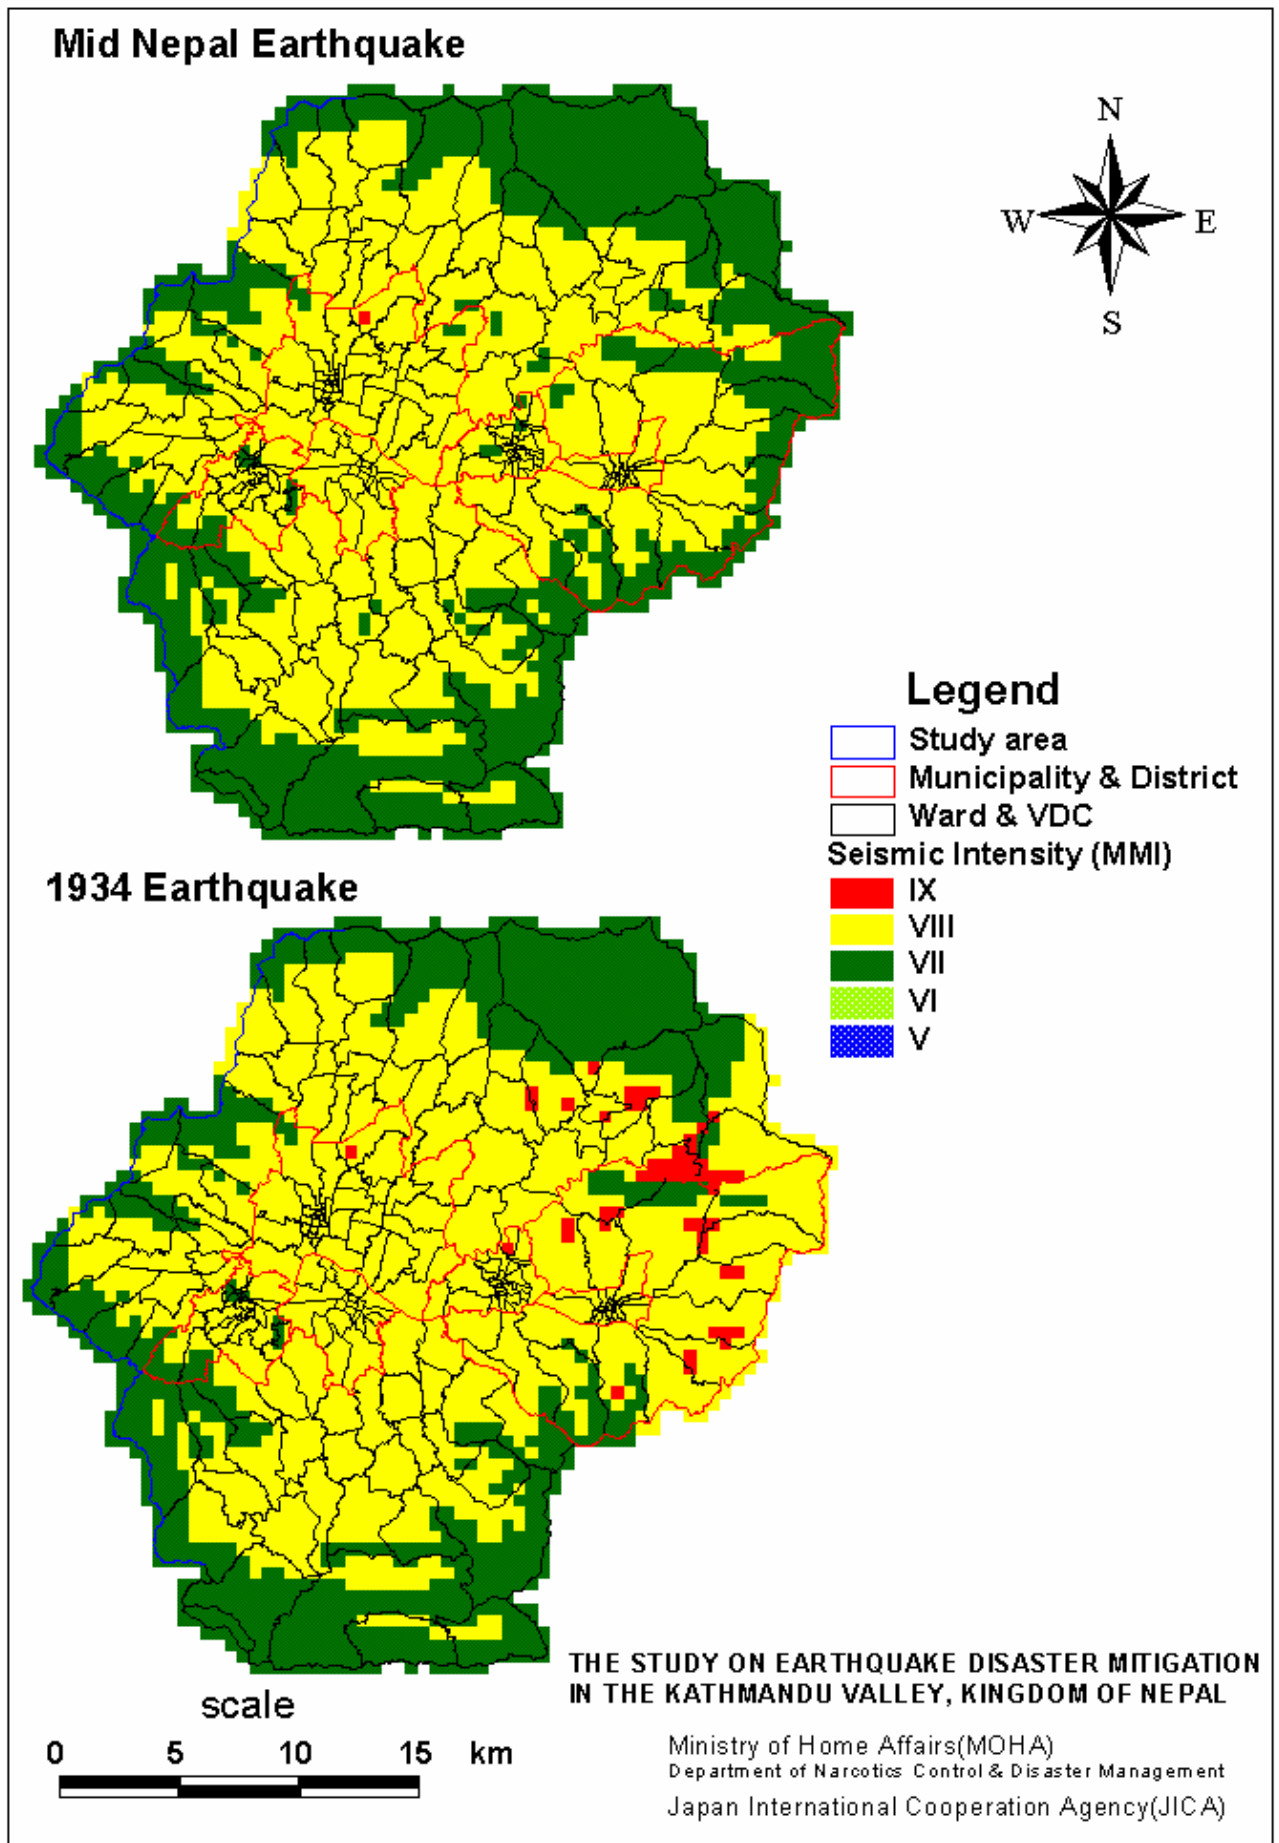 Mid Nepal Earthquake
N
W E
S
Legend
Study area
Municipality & District
Ward & VDC
Seismic Intensity (MMI)
IX
VIII
VII
VI
V
1934 Earthquake
THE STUDY ON EARTHQUAKE DISASTER MITIGATION
IN THE KATHMANDU VALLEY, KINGDOM OF NEPAL
scale
0 5 10 15 km
Ministry of Home Affairs(MOHA)
Department of Narcotics Control & Disaster Management
Japan International Cooperation Agency(JICA)